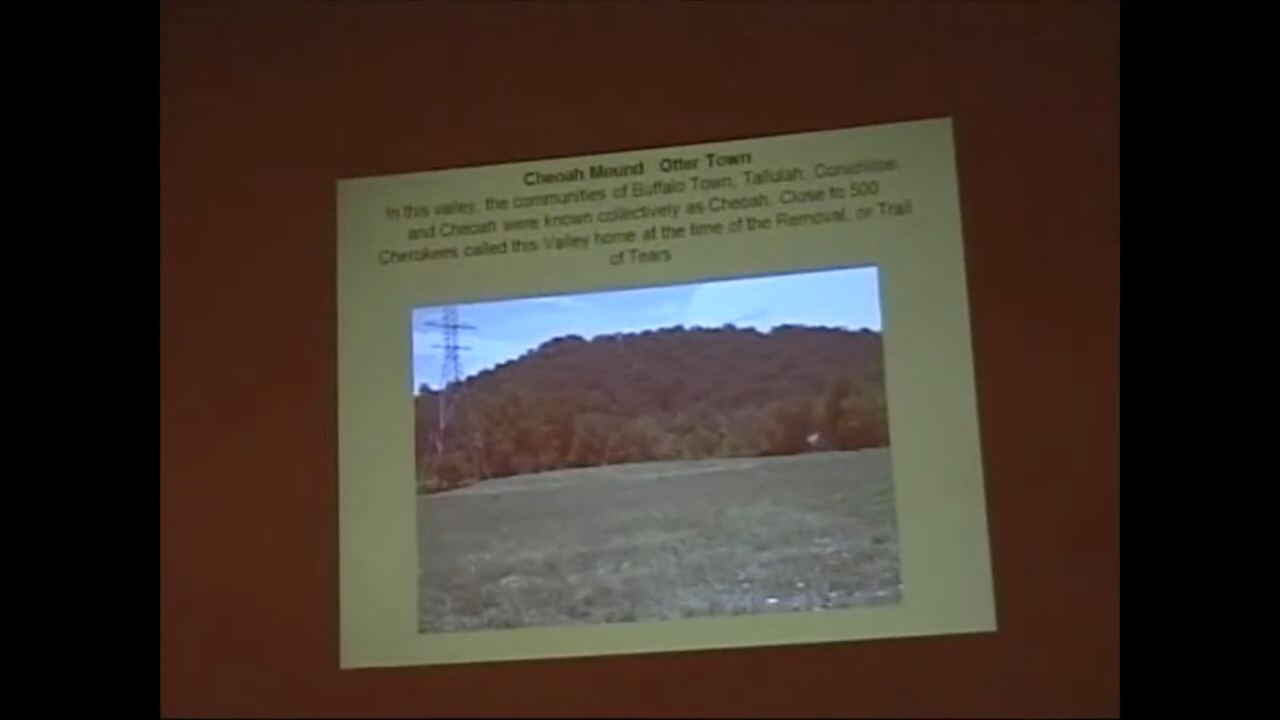 Cheoah Mound Otter Town
In this valley, the communities of Buffalo Town, Tallulah,
and Cheoah were known collectively as Cheoah. Close to 500
Cherokees called this Valley home at the time of the Removal, or Trail
of Tears